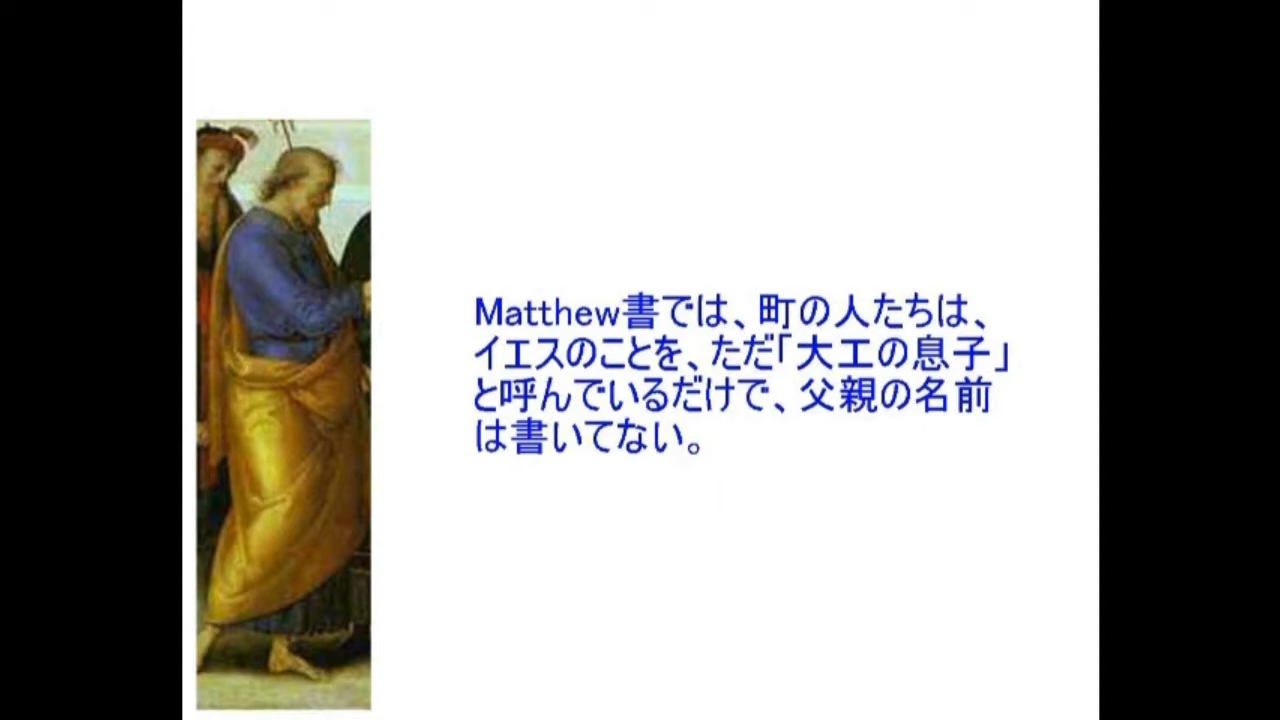 Matthew書では、町の人たちは、
イエスのことを、ただ「大工の息子」
と呼んでいるだけで、父親の名前
は書いてない。